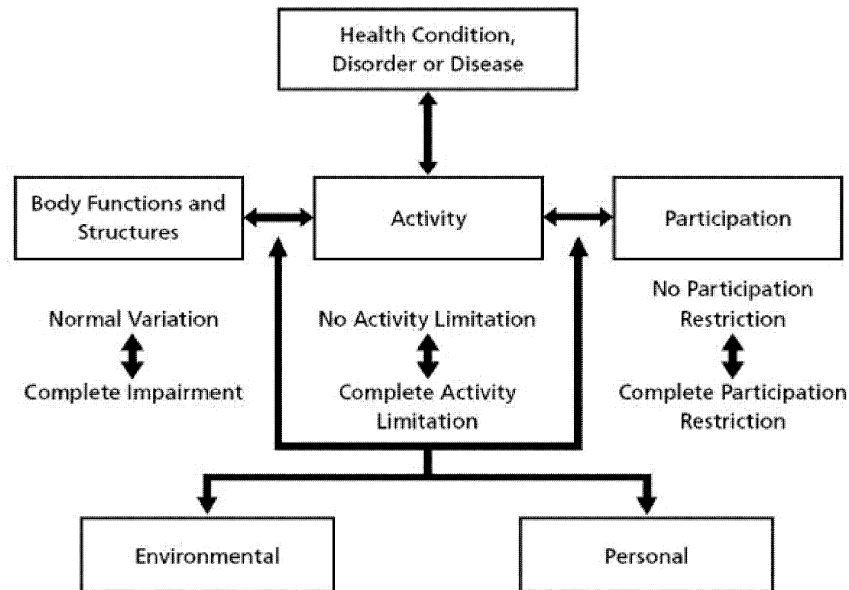 Health Condition,
Disorder or Disease
Body Functions and
Structures
Activity
Participation
Normal Variation
Complete Impairment
No Activity Limitation
Complete Activity
Limitation
No Participation
Restriction
Complete Participation
Restriction
Environmental
Personal